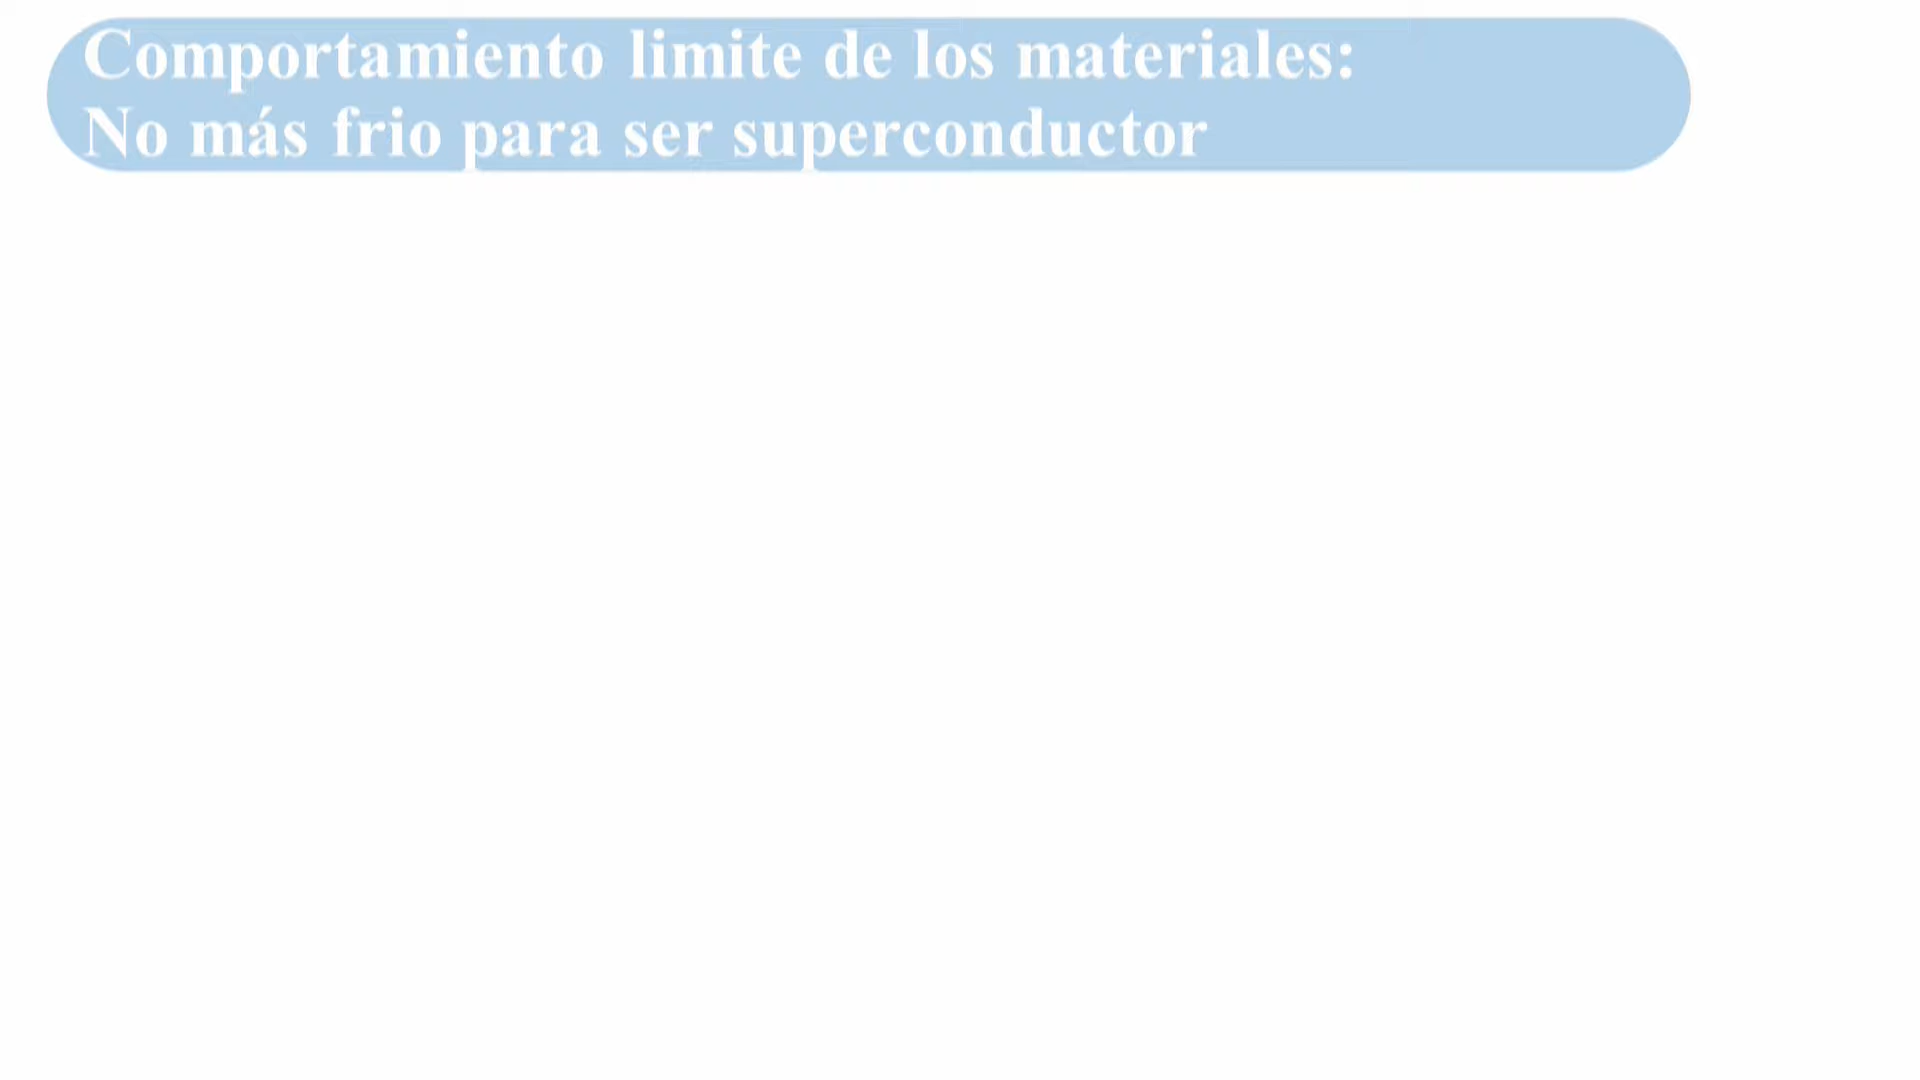 Comportamiento limite de los materiales:
No más frio para ser superconductor